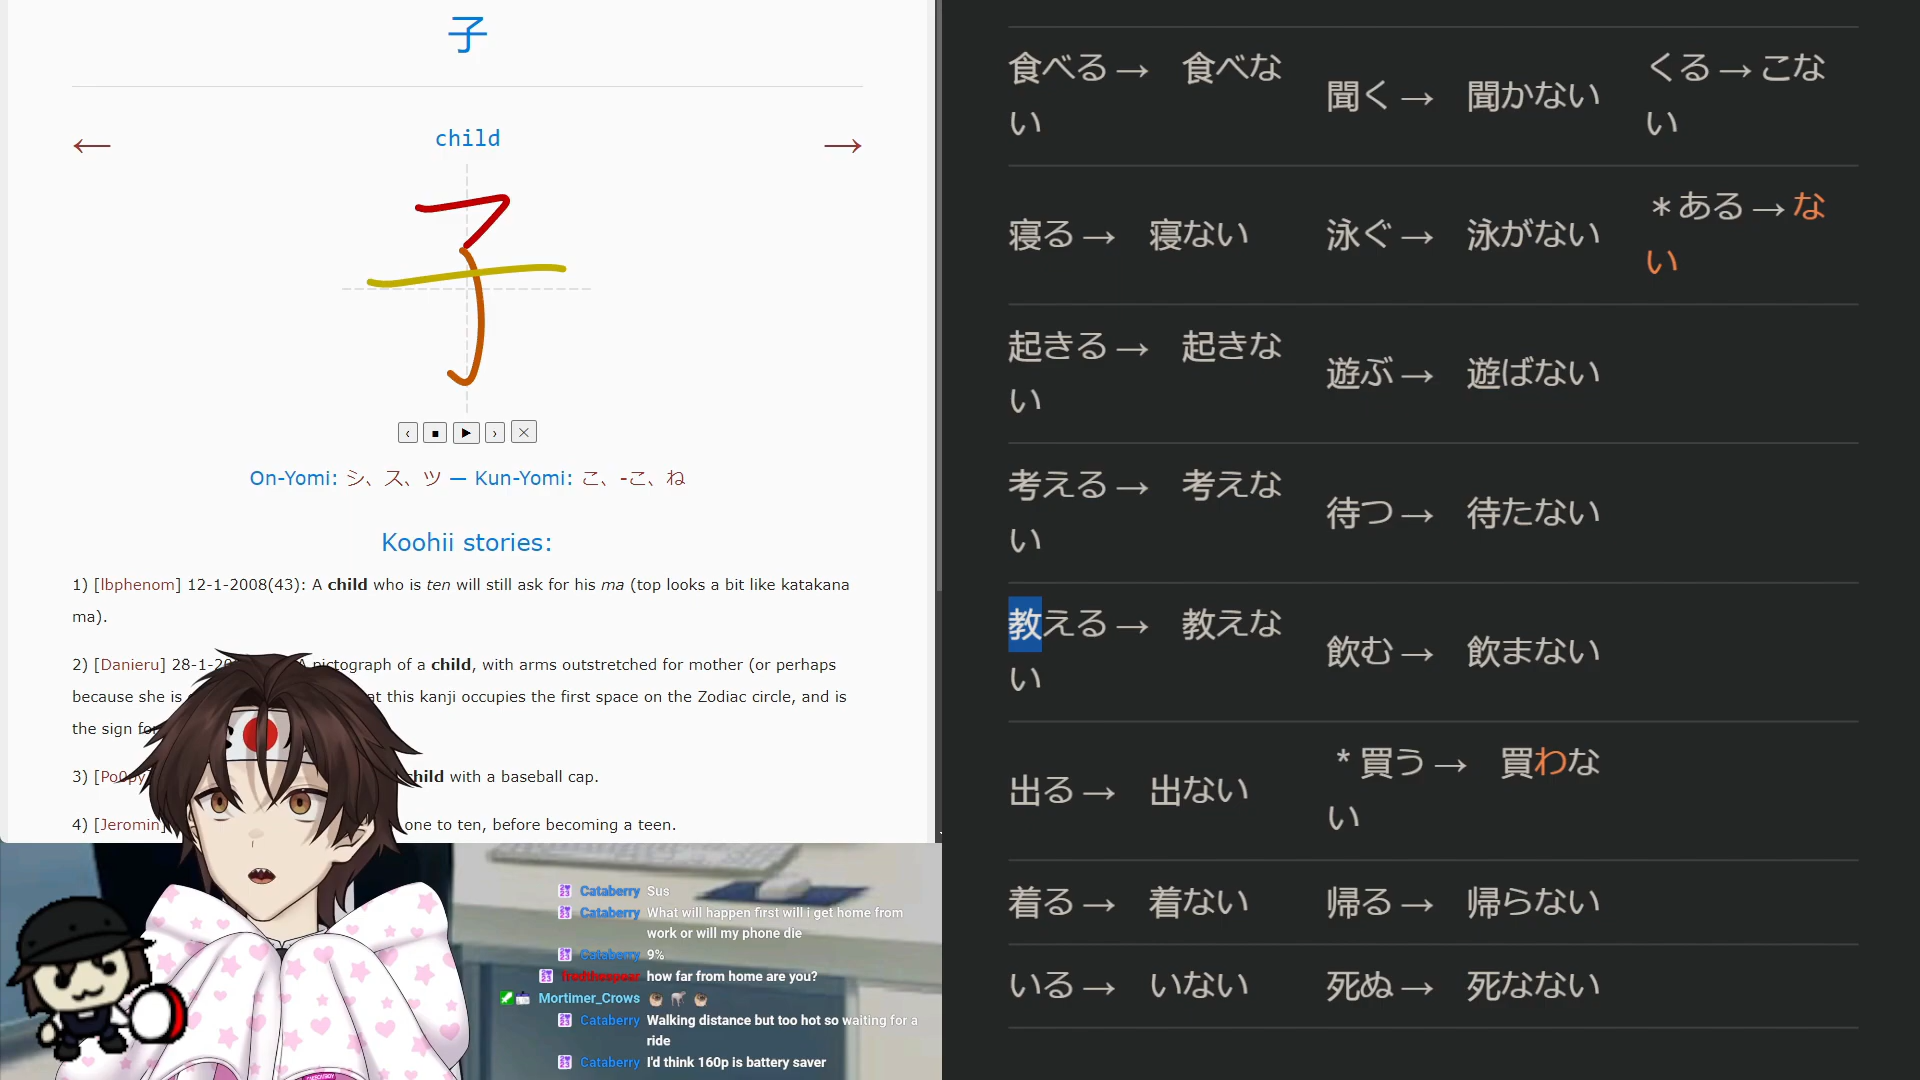 子
←
child
→
On-Yomi: シ、ス、ツ — Kun-Yomi: こ、-こ、ね
Koohii stories:
1) [lbphenom] 12-1-2008(43): A child who is ten will still ask for his ma (top looks a bit like katakana
ma).
2) [Danieru] 28-1-20 A pictograph of a child, with arms outstretched for mother (or perhaps
because she is at this kanji occupies the first space on the Zodiac circle, and is
the sign for
3) [Po0py child with a baseball cap.
4) [Jeromin] one to ten, before becoming a teen.
Cataberry Sus
Cataberry What will happen first will i get home from
work or will my phone die
Cataberry 9%
how far from home are you?
Mortimer_Crows
Cataberry Walking distance but too hot so waiting for a
ride
Cataberry I'd think 160p is battery saver
食べる → 食べな
い
聞く → 聞かない
くる → こな
い
寝る → 寝ない
泳ぐ → 泳がない
＊ある → な
い
起きる → 起きな
い
遊ぶ → 遊ばない
考える → 考えな
い
待つ → 待たない
教える → 教えな
い
飲む → 飲まない
出る → 出ない
* 買う → 買わな
い
着る → 着ない
帰る → 帰らない
いる → いない
死ぬ → 死なない